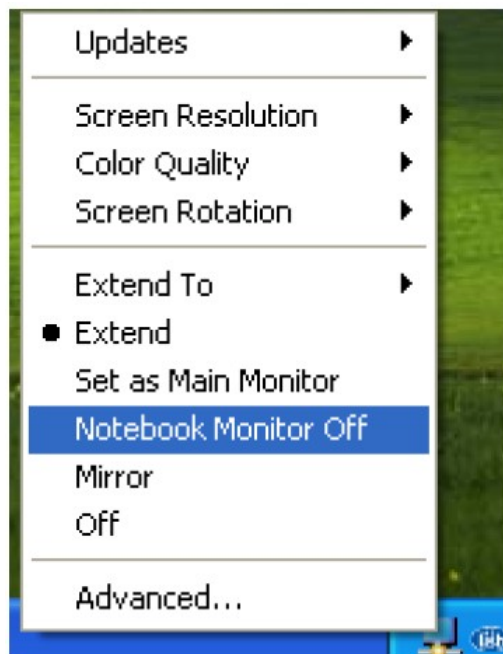 Updates
Screen Resolution
Color Quality
Screen Rotation
Extend To
Extend
Set as Main Monitor
Notebook Monitor Off
Mirror
Off
Advanced...